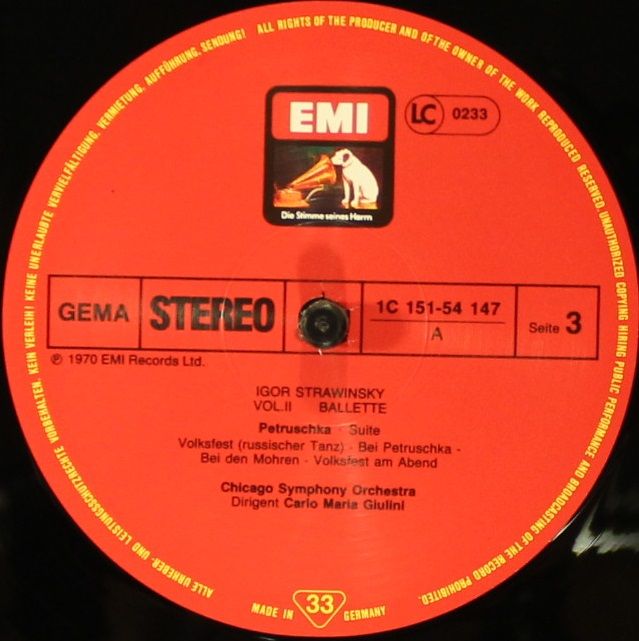 ALLE URHEBER- UND LEISTUNGSSCHUTZRECHTE VORBEHALTEN. KEIN VERLEIH! KEINE UNERLAUBTE VERVIELFÄLTIGUNG, VERMIETUNG, AUFFÜHRUNG, SENDUNG!
ALL RIGHTS OF THE PRODUCER AND OF THE OWNER OF THE WORK REPRODUCED RESERVED. UNAUTHORIZED COPYING HIRING PUBLIC PERFORMANCE AND BROADCASTING OF THE RECORD PROHIBITED.
EMI
LC 0233
Die Stimme seines Herrn
GEMA STEREO 1C 151-54 147 Seite 3
A
℗ 1970 EMI Records Ltd.
IGOR STRAWINSKY
VOL.II BALLETTE
Petruschka · Suite
Volksfest (russischer Tanz) - Bei Petruschka -
Bei den Mohren - Volksfest am Abend
Chicago Symphony Orchestra
Dirigent Carlo Maria Giulini
MADE IN 33 GERMANY